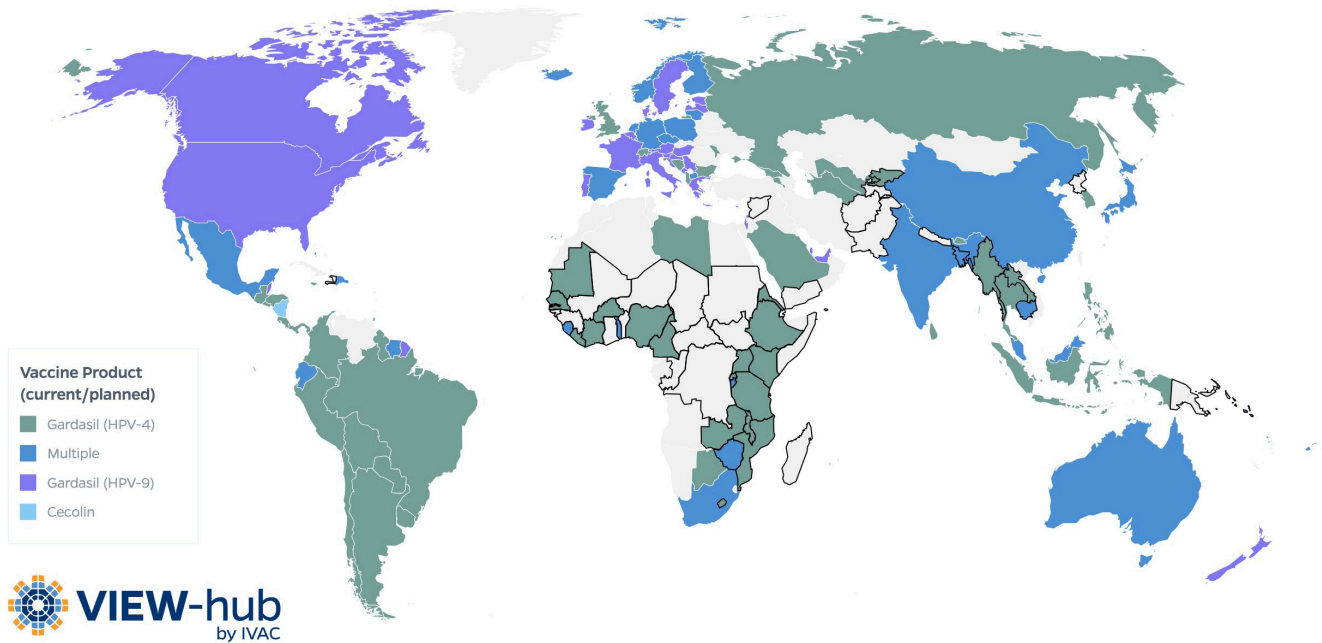 Vaccine Product
(current/planned)
Gardasil (HPV-4)
Multiple
Gardasil (HPV-9)
Cecolin
VIEW-hub
by IVAC